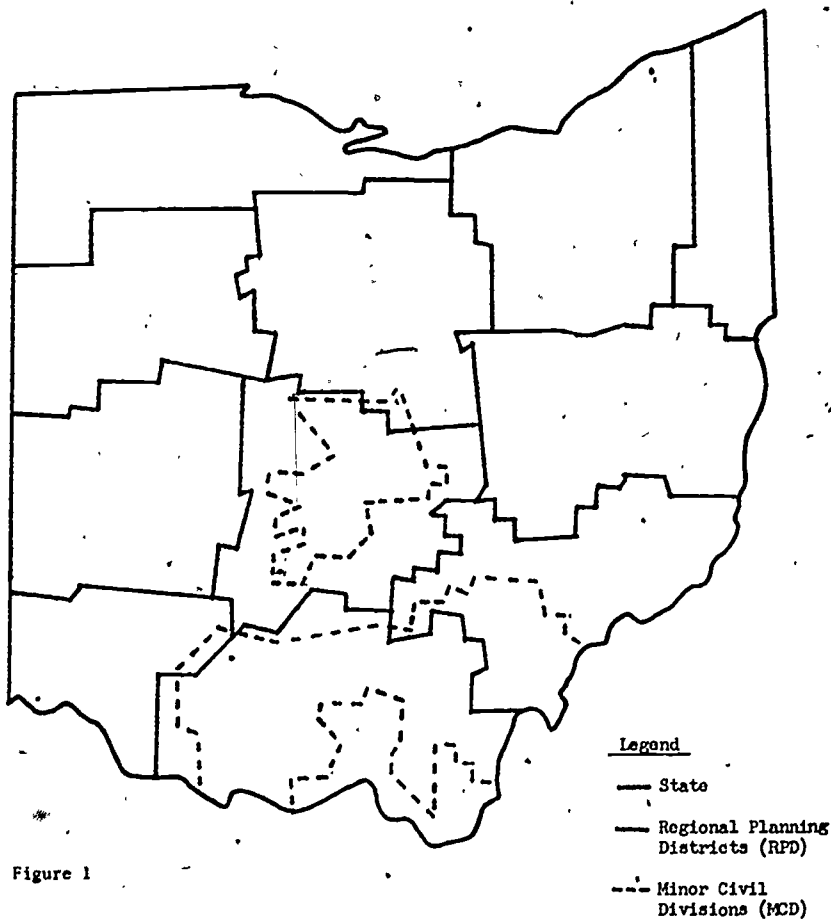 Legend
State
Regional Planning
Districts (RPD)
Minor Civil
Divisions (MCD)
Figure 1